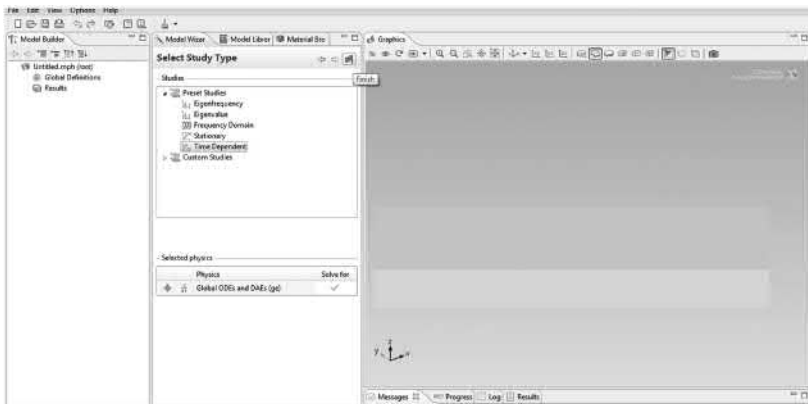 File Edit View Options Help
Model Builder
Untitled.mph (root)
Global Definitions
Results
Model Wizar
Model Librar
Material Bro
Select Study Type
Finish
Studies
Preset Studies
Eigenfrequency
Eigenvalue
Frequency Domain
Stationary
Time Dependent
Custom Studies
Selected physics
Physics Solve for
Global ODEs and DAEs (ge)
Graphics
z
y
x
Messages
Progress
Log
Results